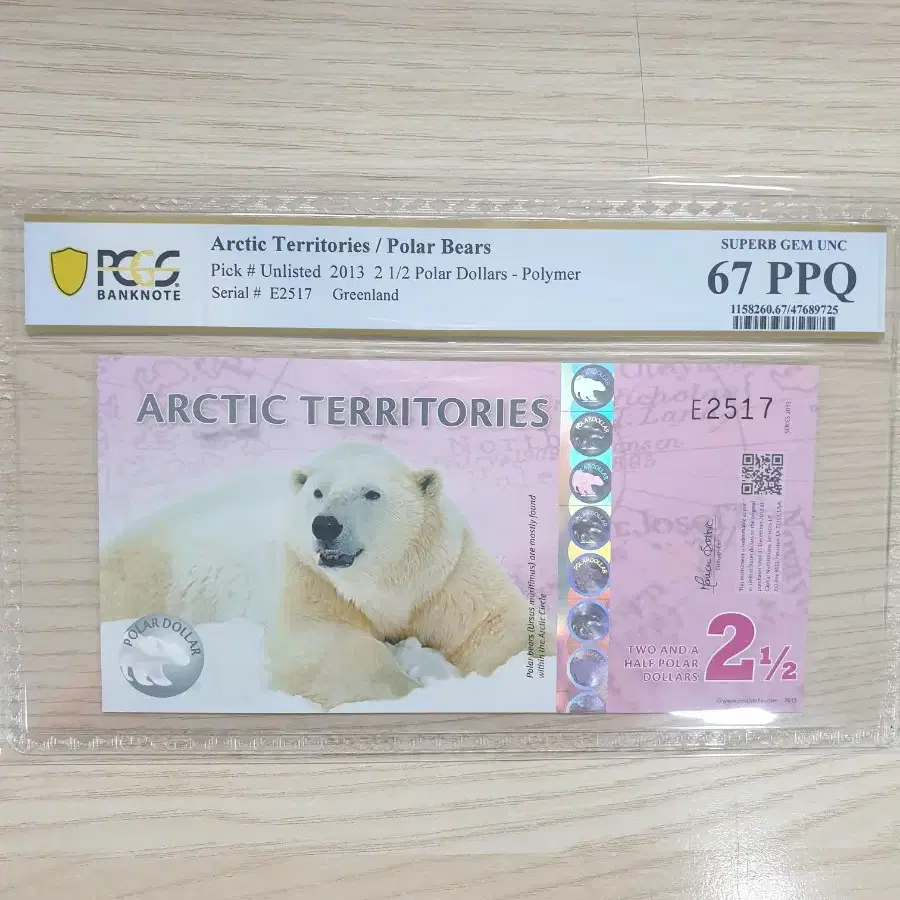 PCGS
BANKNOTE
Arctic Territories / Polar Bears
Pick # Unlisted 2013 2 1/2 Polar Dollars - Polymer
Serial # E2517 Greenland
SUPERB GEM UNC
67 PPQ
1158260.67/47689725
ARCTIC TERRITORIES
E2517
SERIES 2013
Polar bears (Ursus maritimus) are mostly found
within the Arctic Circle
POLAR DOLLAR
TWO AND A
HALF POLAR
DOLLARS
2½
2013